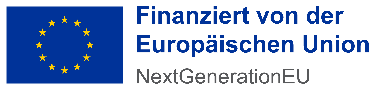 Finanziert von der
Europäischen Union
NextGenerationEU